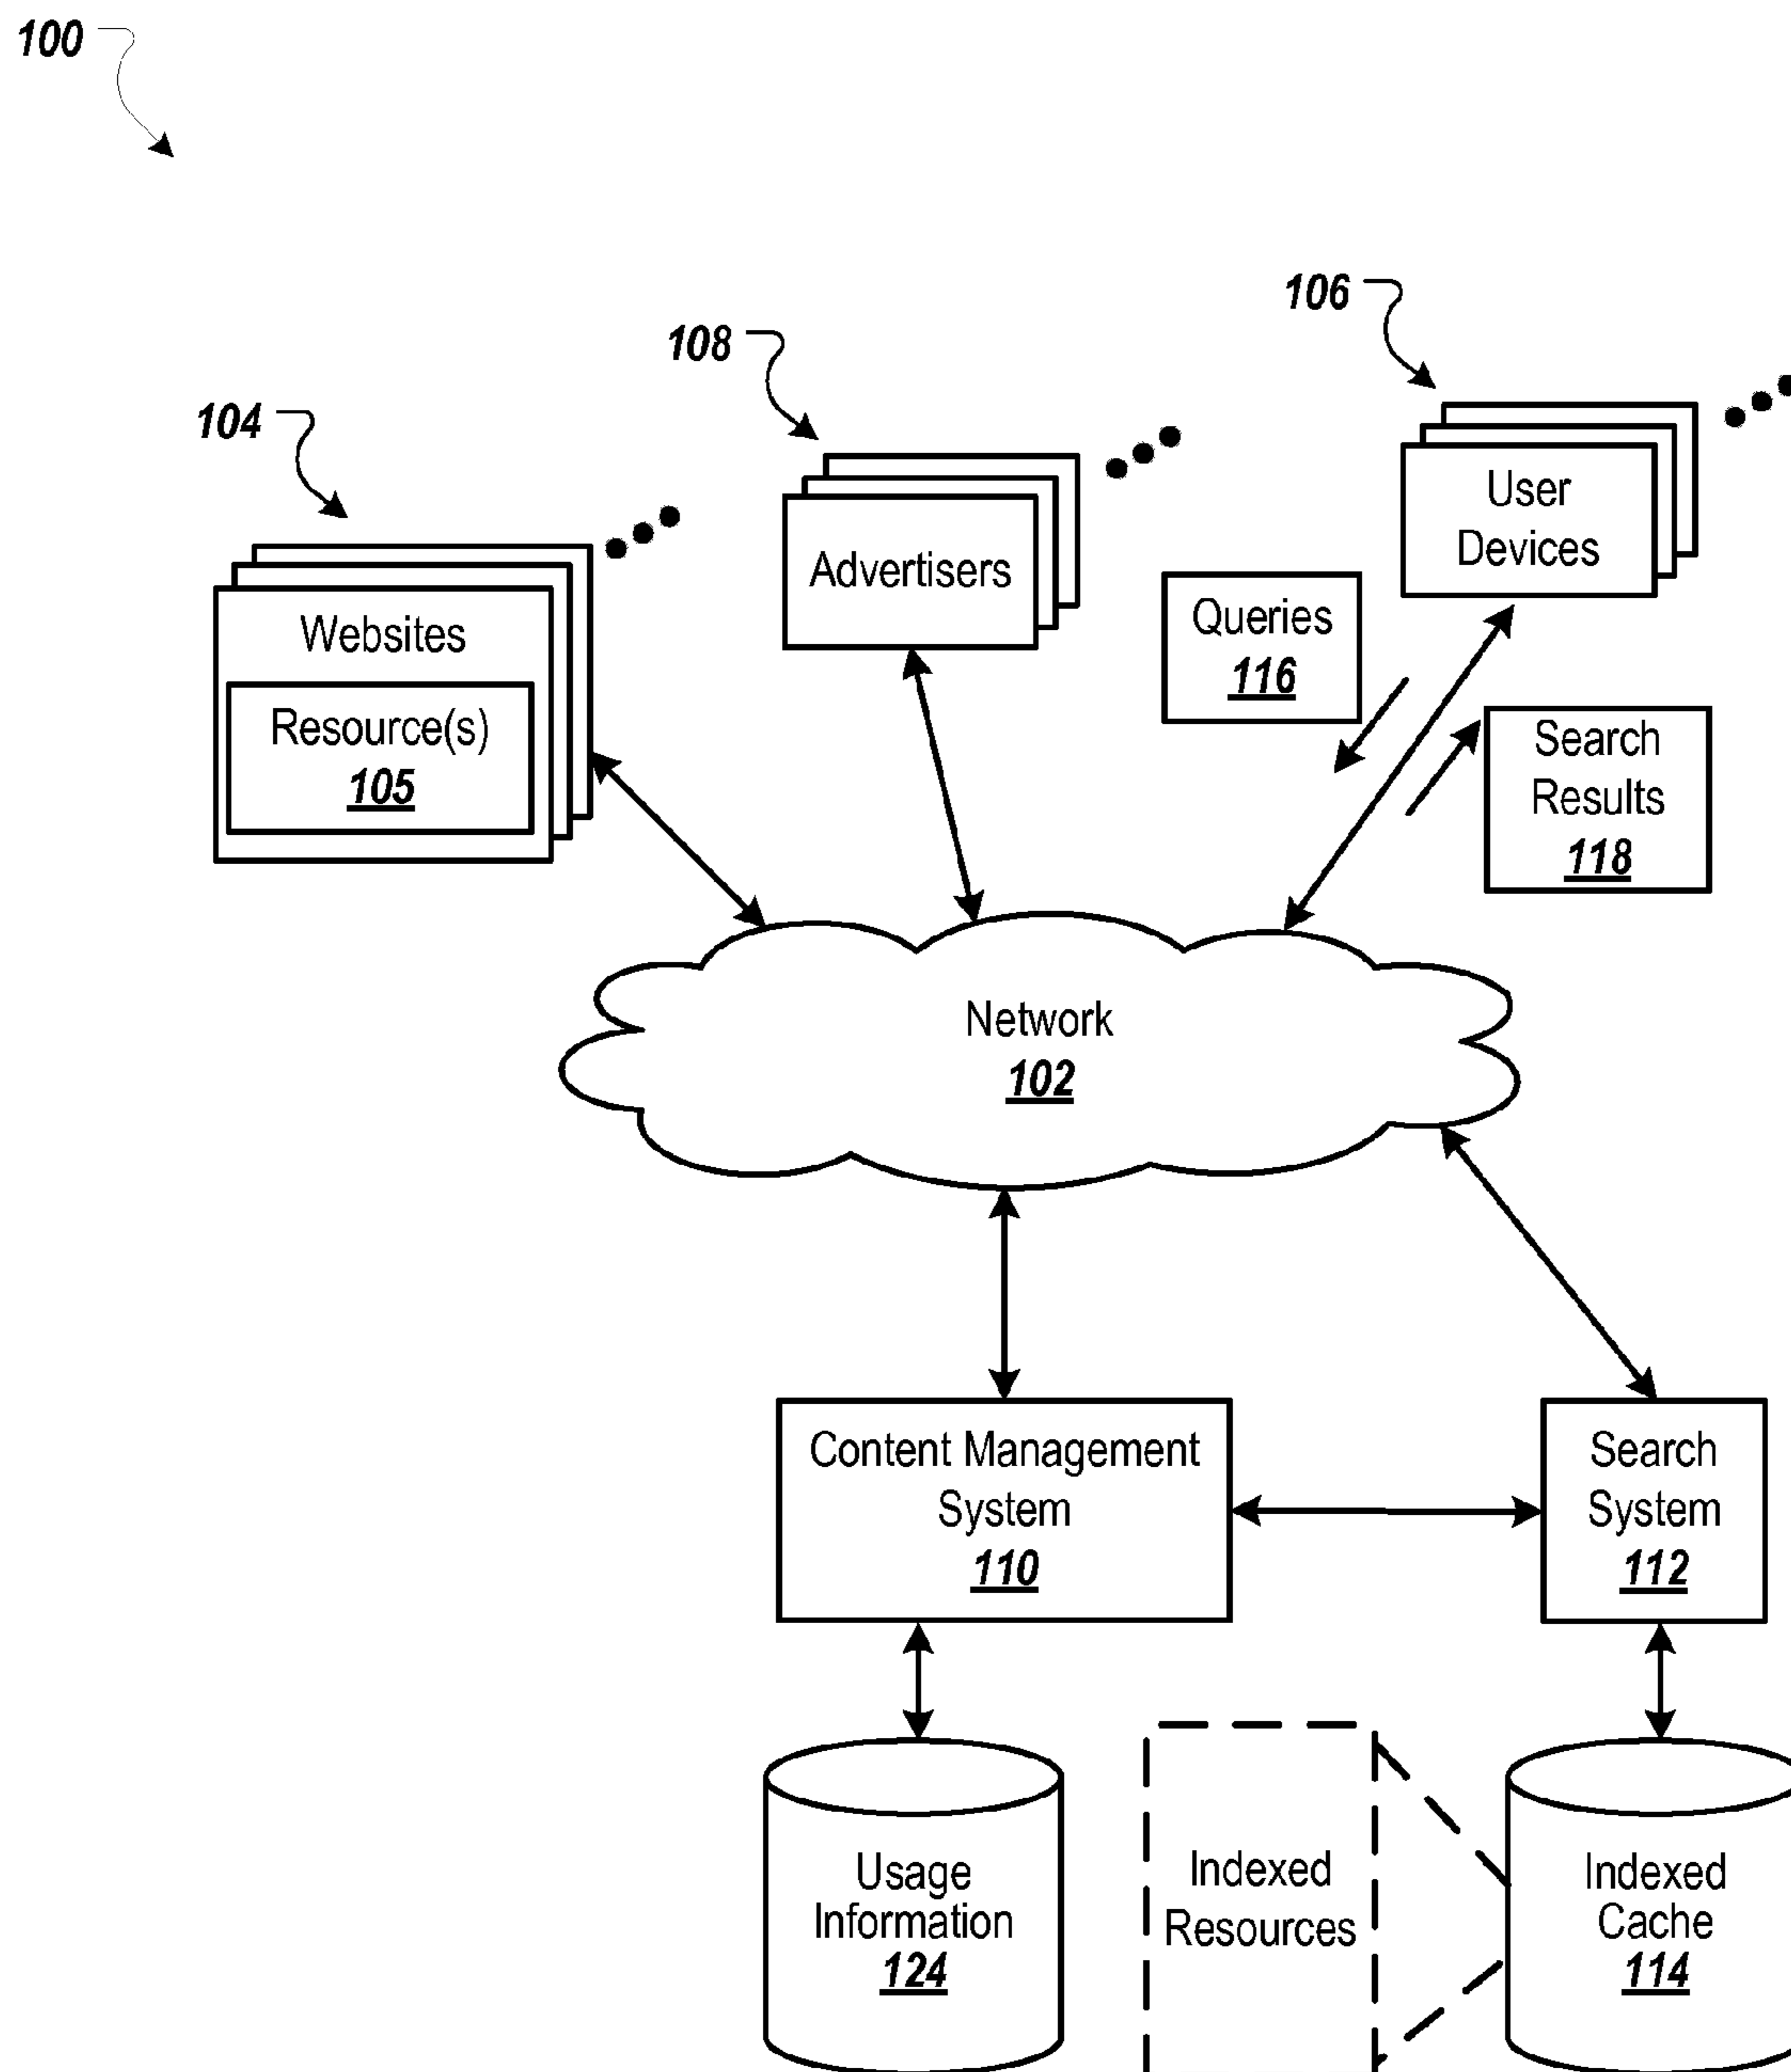 100
106
108
104
User
Devices
Advertisers
Queries
116
Websites
Resource(s)
105
Search
Results
118
Network
102
Content Management
System
110
Search
System
112
Usage
Information
124
Indexed
Resources
Indexed
Cache
114